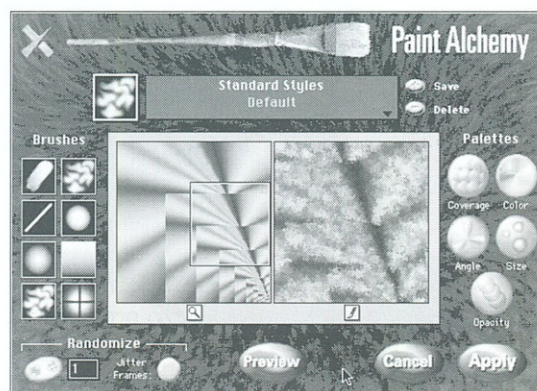 Paint Alchemy
Standard Styles
Default
Save
Delete
Brushes
Palettes
Coverage
Color
Angle
Size
Opacity
Randomize
1
Jitter
Frames:
Preview
Cancel
Apply